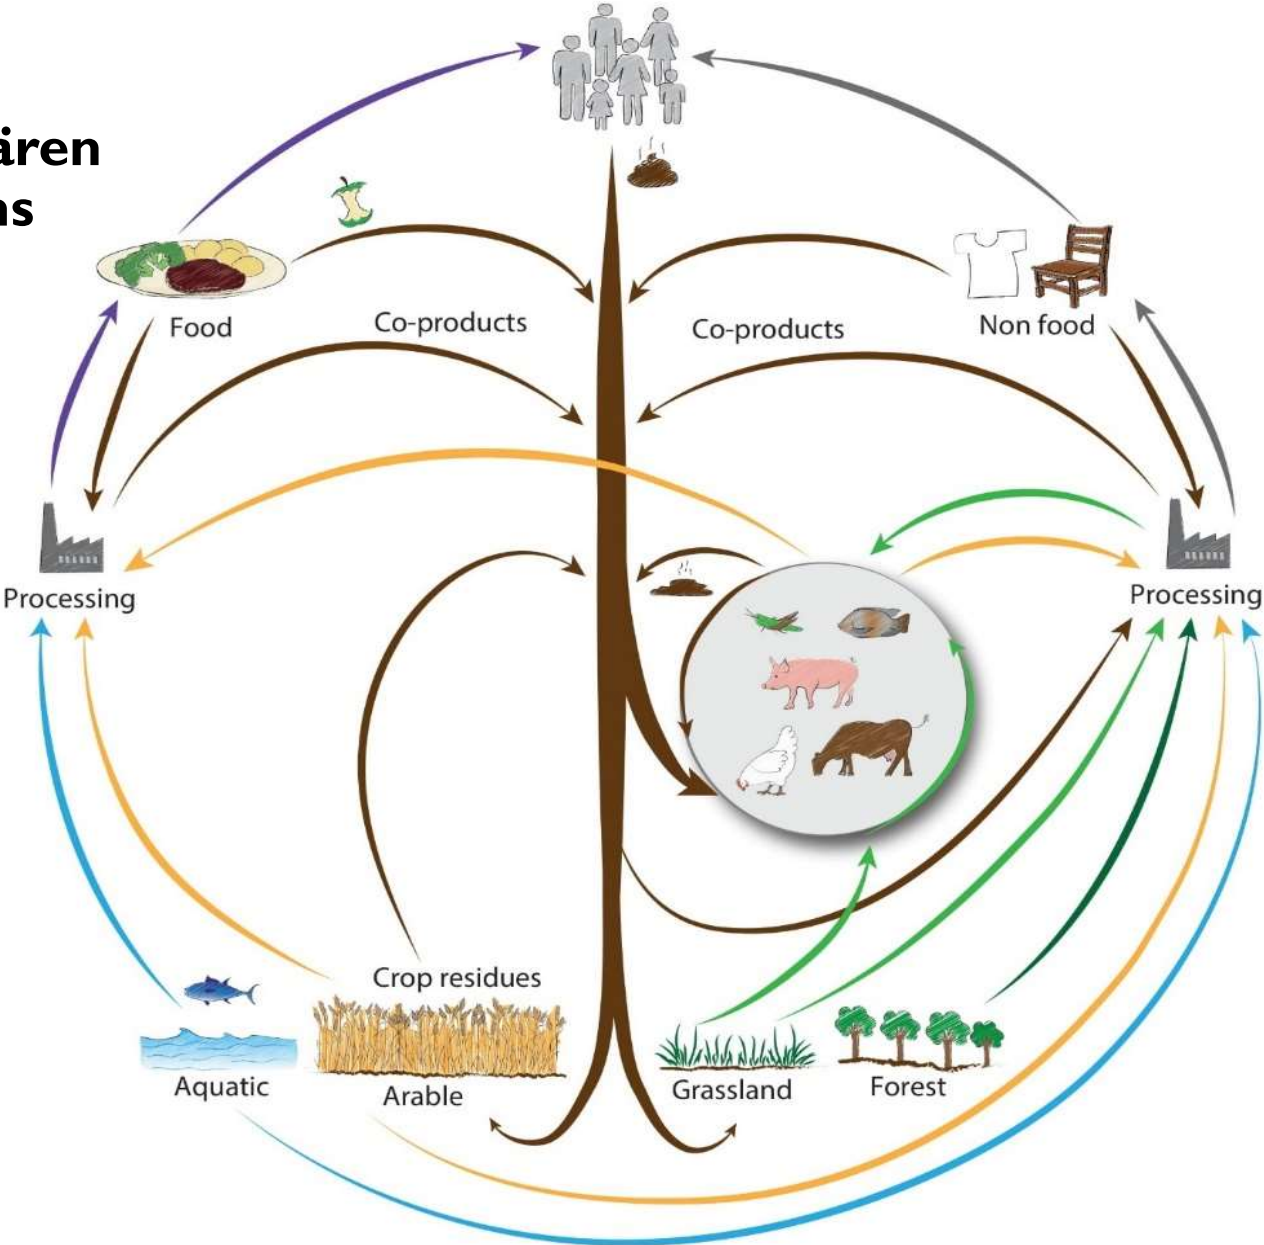 ären
ns
Food
Co-products
Co-products
Non food
Processing
Processing
Crop residues
Aquatic
Arable
Grassland
Forest